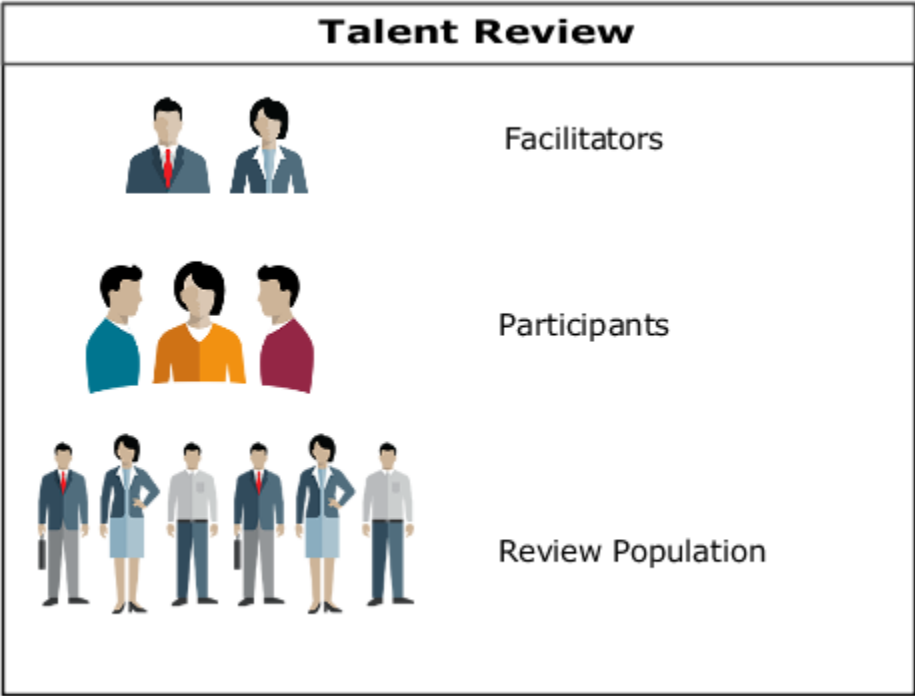 Talent Review
Facilitators
Participants
Review Population